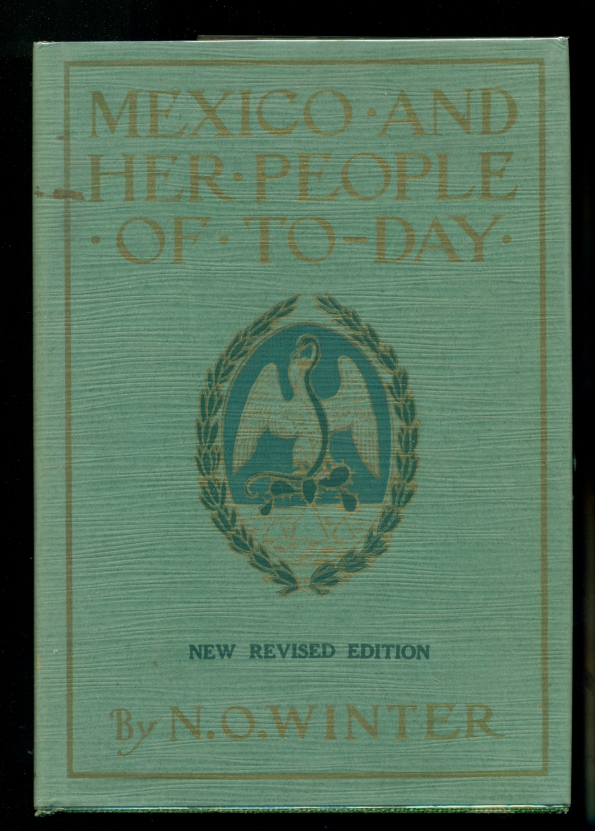 MEXICO · AND
HER · PEOPLE
· OF · TO-DAY ·
NEW REVISED EDITION
By N. O. WINTER